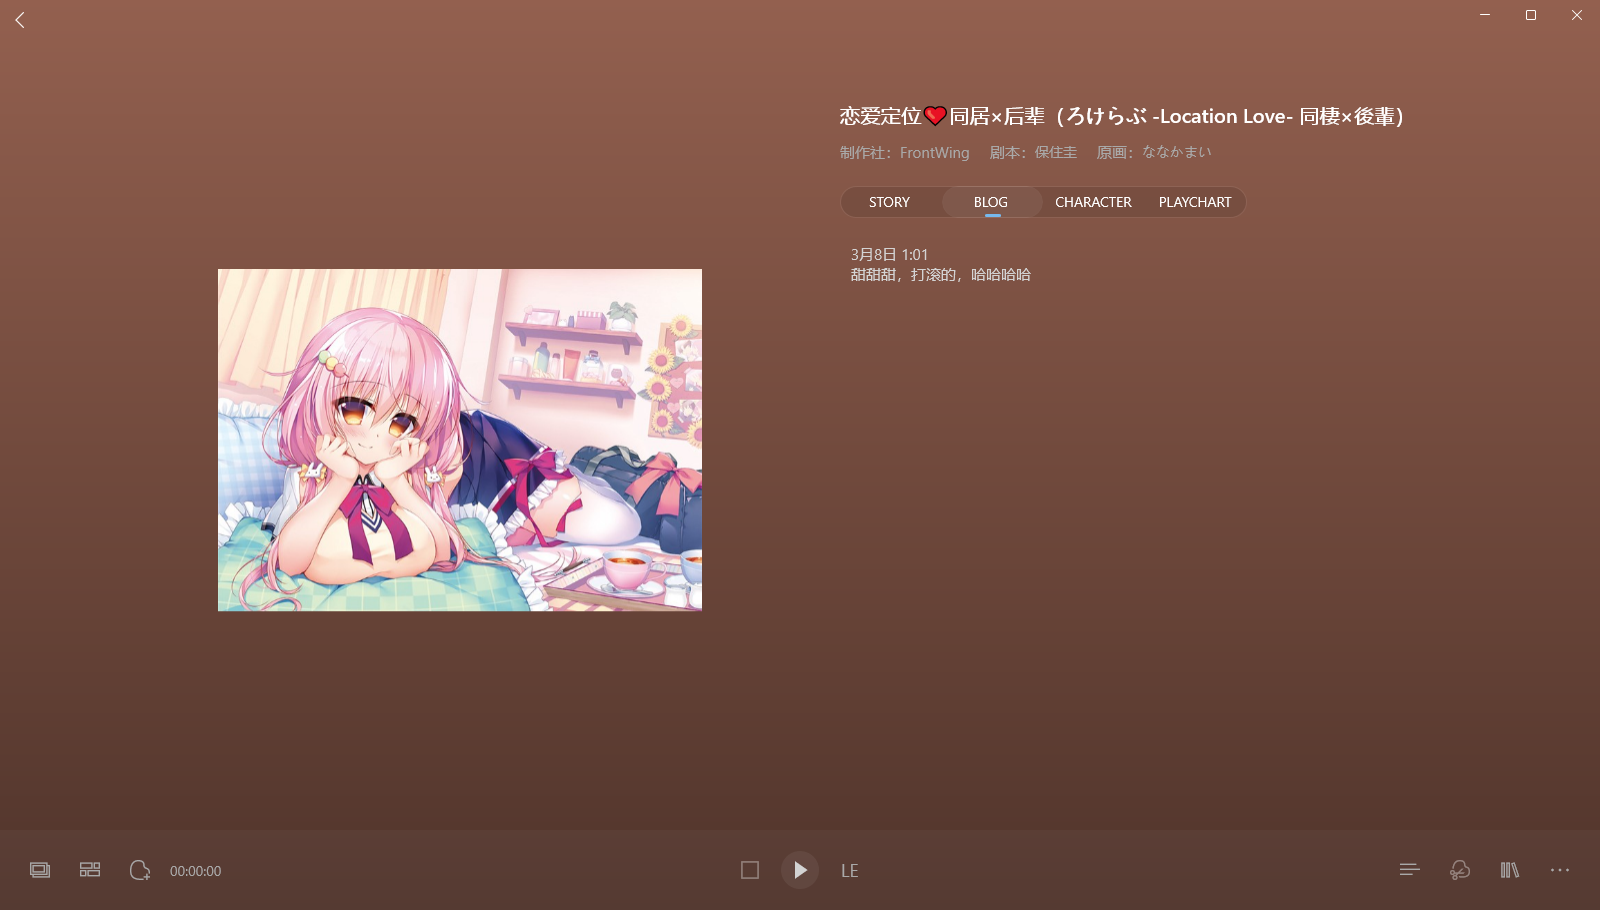 恋爱定位❤️同居×后辈（ろけらぶ -Location Love- 同棲×後輩）
制作社：FrontWing 剧本：保住圭 原画：ななかまい
STORY BLOG CHARACTER PLAYCHART
3月8日 1:01
甜甜甜，打滚的，哈哈哈哈
00:00:00 LE